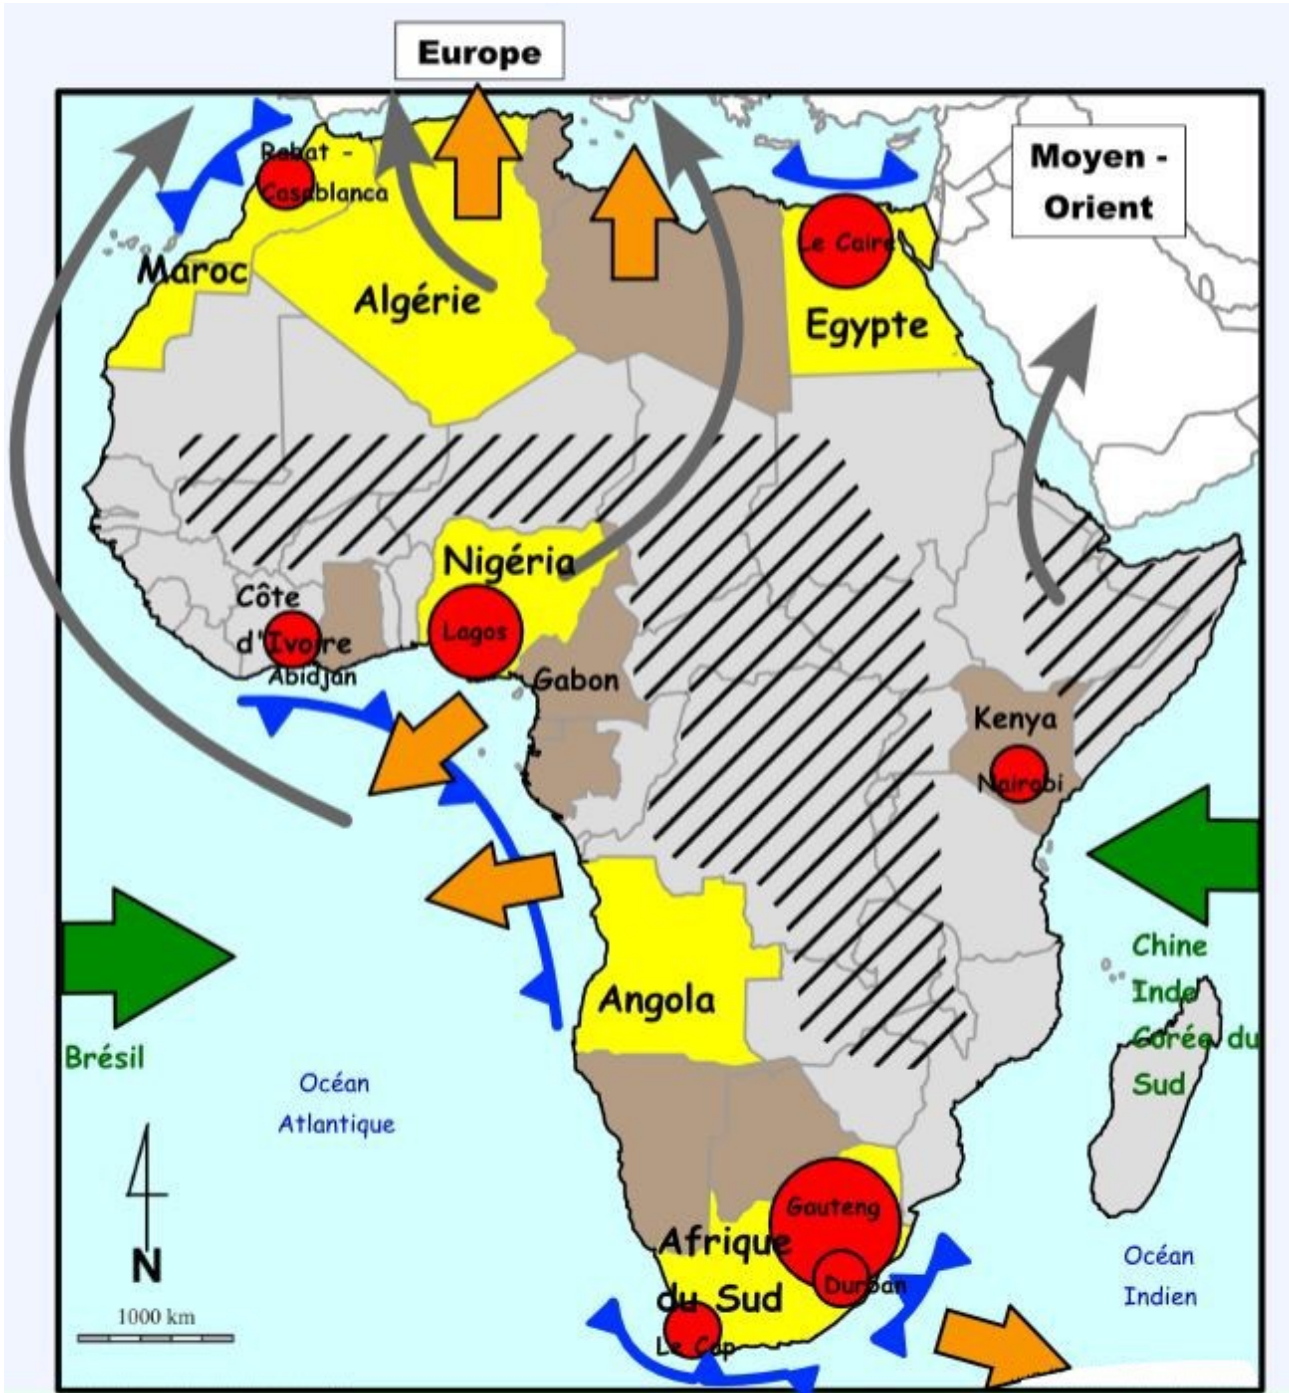 Europe
Moyen -
Orient
Rabat -
Casablanca
Maroc
Algérie
Le Caire
Egypte
Nigéria
Lagos
Côte
d'Ivoire
Abidjan
Gabon
Kenya
Nairobi
Angola
Brésil
Chine
Inde
Corée du
Sud
Océan
Atlantique
Gauteng
Afrique
du Sud
Durban
Le Cap
Océan
Indien
N
1000 km